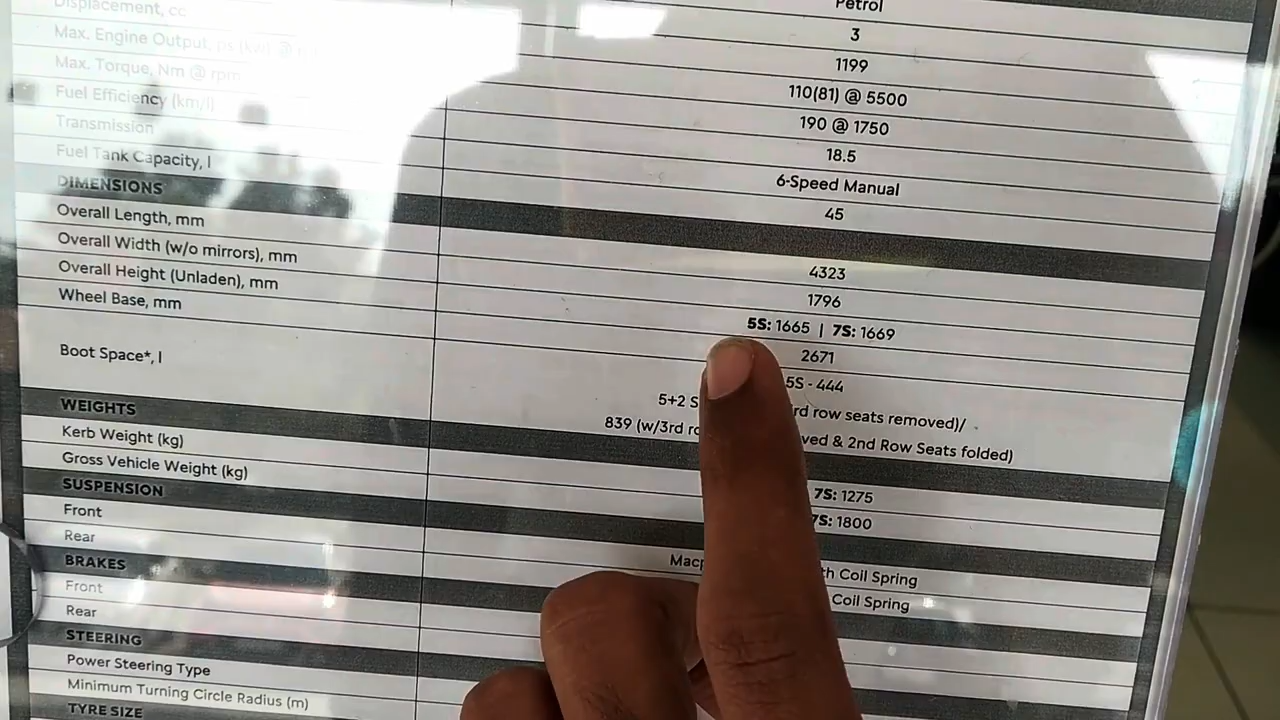 Displacement, cc
Petrol
Max. Engine Output, ps (kw) @
3
Max. Torque, Nm @ rpm
1199
Fuel Efficiency (km/l)
110(81) @ 5500
Transmission
190 @ 1750
Fuel Tank Capacity, l
18.5
DIMENSIONS
6-Speed Manual
Overall Length, mm
45
Overall Width (w/o mirrors), mm
4323
Overall Height (Unladen), mm
1796
Wheel Base, mm
5S: 1665 | 7S: 1669
2671
Boot Space*, l
5S - 444
5+2 S rd row seats removed)/
839 (w/3rd ro ved & 2nd Row Seats folded)
WEIGHTS
Kerb Weight (kg)
7S: 1275
Gross Vehicle Weight (kg)
7S: 1800
SUSPENSION
Front
Macp th Coil Spring
Rear
Coil Spring
BRAKES
Front
Rear
STEERING
Power Steering Type
Minimum Turning Circle Radius (m)
TYRE SIZE